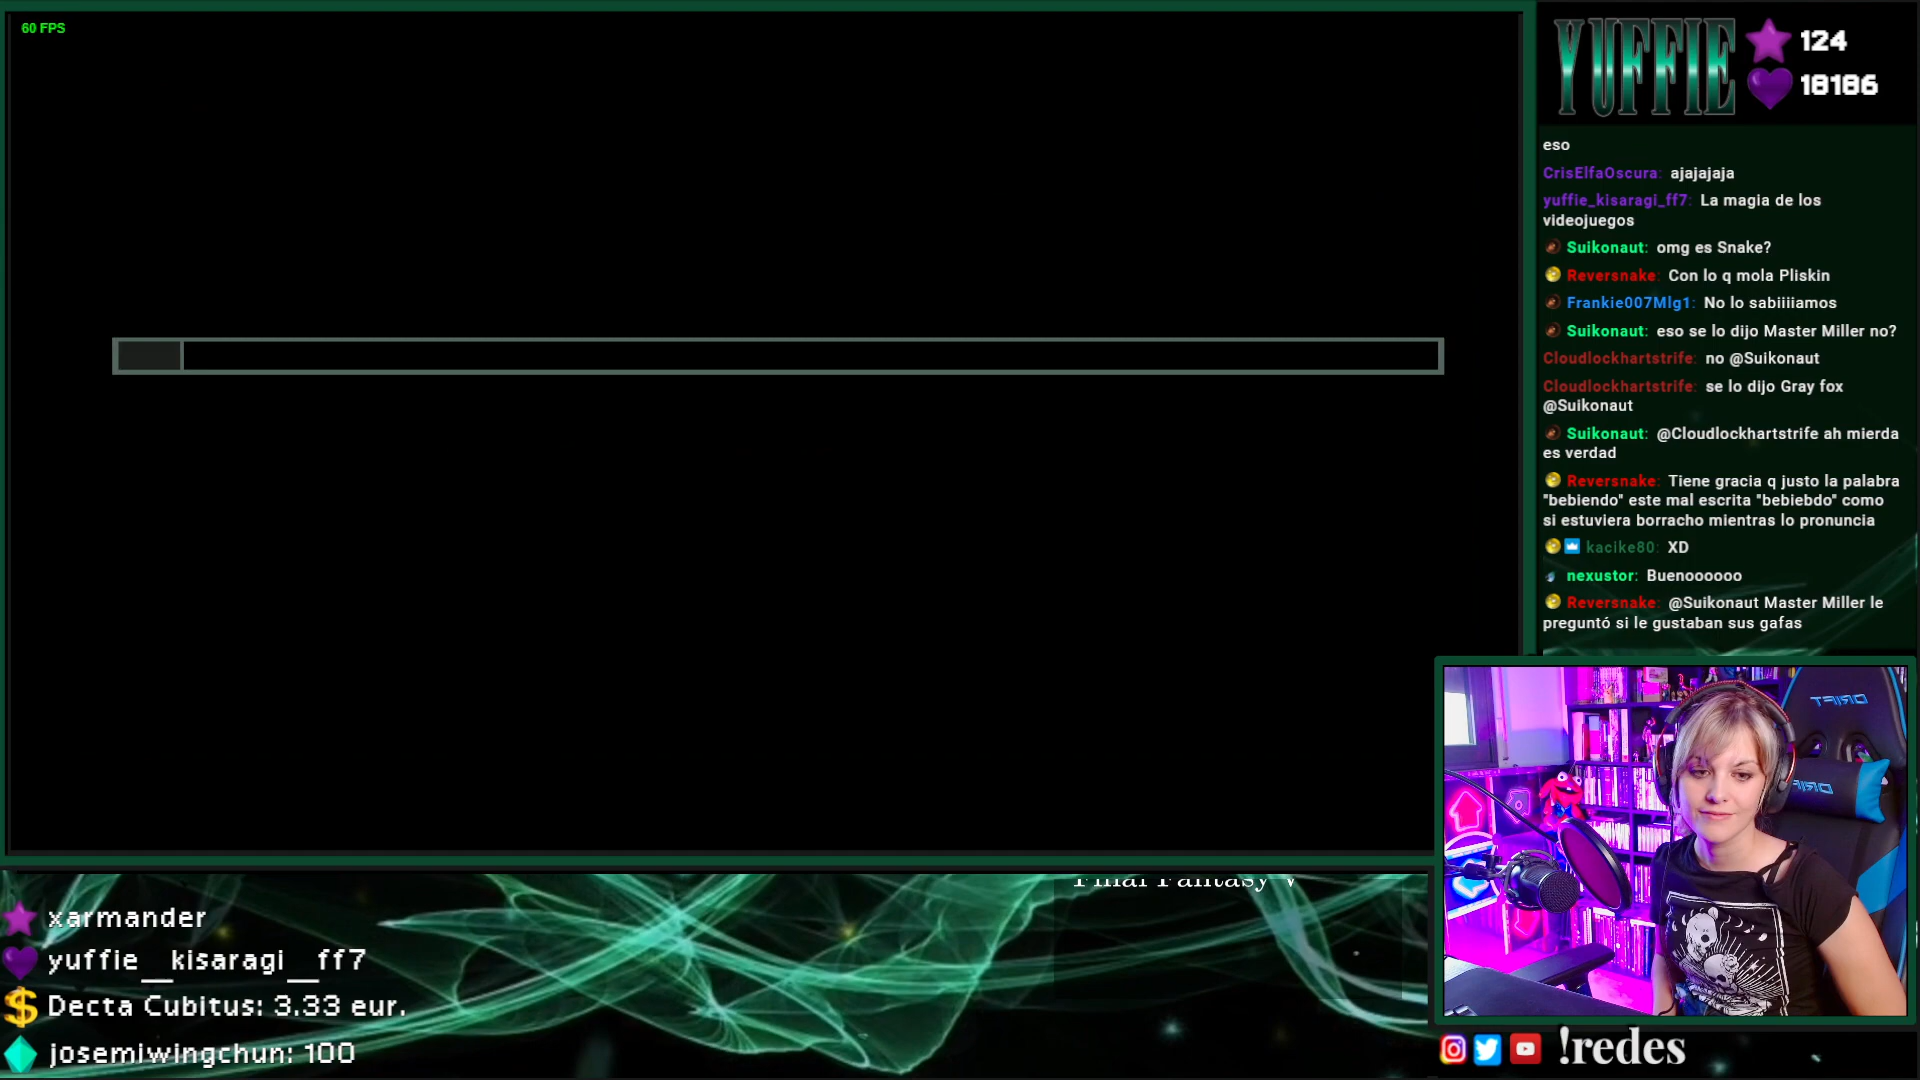 60 FPS
YUFFIE
124
18186
eso
CrisElfaOscura: ajajajaja
yuffie_kisaragi_ff7: La magia de los
videojuegos
Suikonaut: omg es Snake?
Reversnake: Con lo q mola Pliskin
Frankie007Mlg1: No lo sabiiiiamos
Suikonaut: eso se lo dijo Master Miller no?
Cloudlockhartstrife: no @Suikonaut
Cloudlockhartstrife: se lo dijo Gray fox
@Suikonaut
Suikonaut: @Cloudlockhartstrife ah mierda
es verdad
Reversnake: Tiene gracia q justo la palabra
"bebiendo" este mal escrita "bebiebdo" como
si estuviera borracho mientras lo pronuncia
kacike80: XD
nexustor: Buenoooooo
Reversnake: @Suikonaut Master Miller le
preguntó si le gustaban sus gafas
DRIFT
Final Fantasy V
xarmander
yuffie__kisaragi__ff7
Decta Cubitus: 3.33 eur.
josemiwingchun: 100
!redes